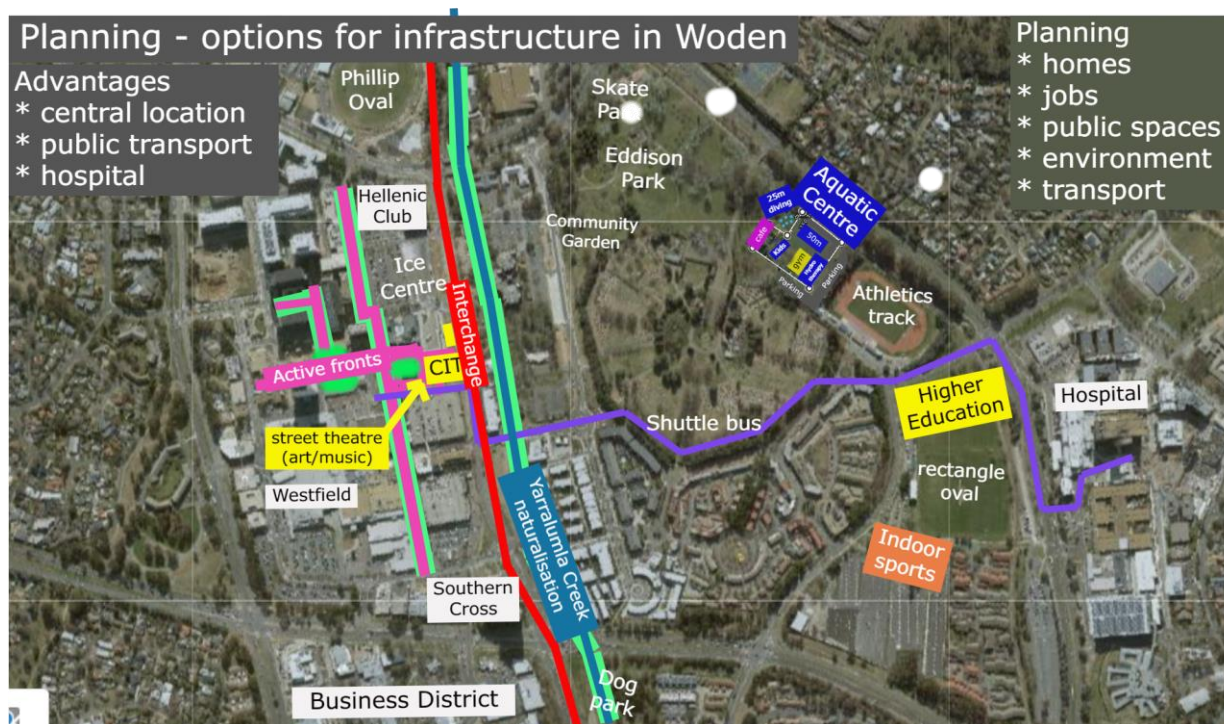 Planning - options for infrastructure in Woden
Advantages
* central location
* public transport
* hospital
Planning
* homes
* jobs
* public spaces
* environment
* transport
Phillip
Oval
Skate
Park
Eddison
Park
Hellenic
Club
Community
Garden
Ice
Centre
Interchange
Aquatic
Centre
25m
diving
cafe
Kids
50m
gym
Hydro
therapy
Parking
Parking
Athletics
track
Active fronts
CIT
street theatre
(art/music)
Shuttle bus
Higher
Education
Hospital
Westfield
rectangle
oval
Yarralumla Creek
naturalisation
Indoor
sports
Southern
Cross
Dog
park
Business District